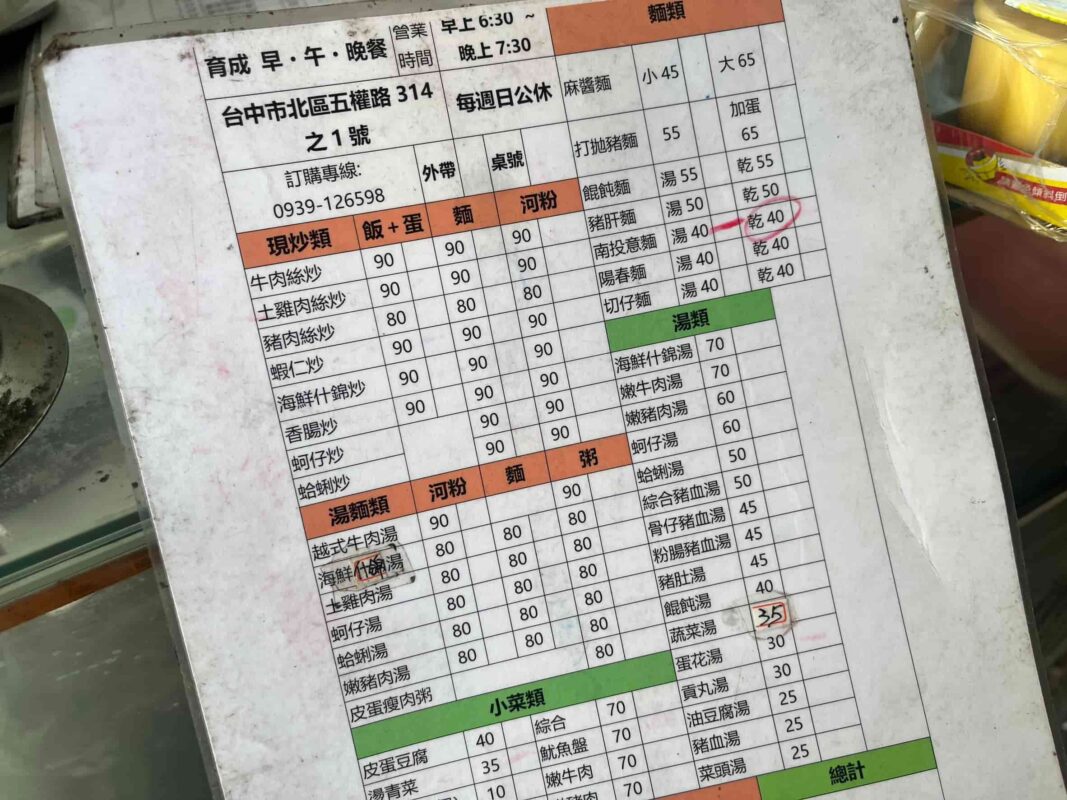 育成 早·午·晚餐 營業時間 早上 6:30 ~ 晚上 7:30
台中市北區五權路 314 之 1 號 每週日公休
訂購專線: 0939-126598 外帶 桌號
現炒類 飯+蛋 麵 河粉
牛肉絲炒 90 90 90
土雞肉絲炒 90 90 90
豬肉絲炒 80 80 80
蝦仁炒 90 90 90
海鮮什錦炒 90 90 90
香腸炒 90 90 90
蚵仔炒 90 90
蛤蜊炒 90 90
湯麵類 河粉 麵 粥
越式牛肉湯 90 90
海鮮什錦湯 80 80 80
土雞肉湯 80 80 80
蚵仔湯 80 80 80
蛤蜊湯 80 80 80
嫩豬肉湯 80 80 80
皮蛋瘦肉粥 80
小菜類
皮蛋豆腐 40 綜合 70
湯青菜 35 魷魚盤 70
10 嫩牛肉 70
70
麵類
麻醬麵 小 45 大 65
打拋豬麵 55 加蛋 65
餛飩麵 湯 55 乾 55
豬肝麵 湯 50 乾 50
南投意麵 湯 40 乾 40
陽春麵 湯 40 乾 40
切仔麵 湯 40 乾 40
湯類
海鮮什錦湯 70
嫩牛肉湯 70
嫩豬肉湯 60
蚵仔湯 60
蛤蜊湯 50
綜合豬血湯 50
骨仔豬血湯 45
粉腸豬血湯 45
豬肚湯 45
餛飩湯 40
蔬菜湯 35
蛋花湯 30
貢丸湯 30
油豆腐湯 25
豬血湯 25
菜頭湯 25
總計